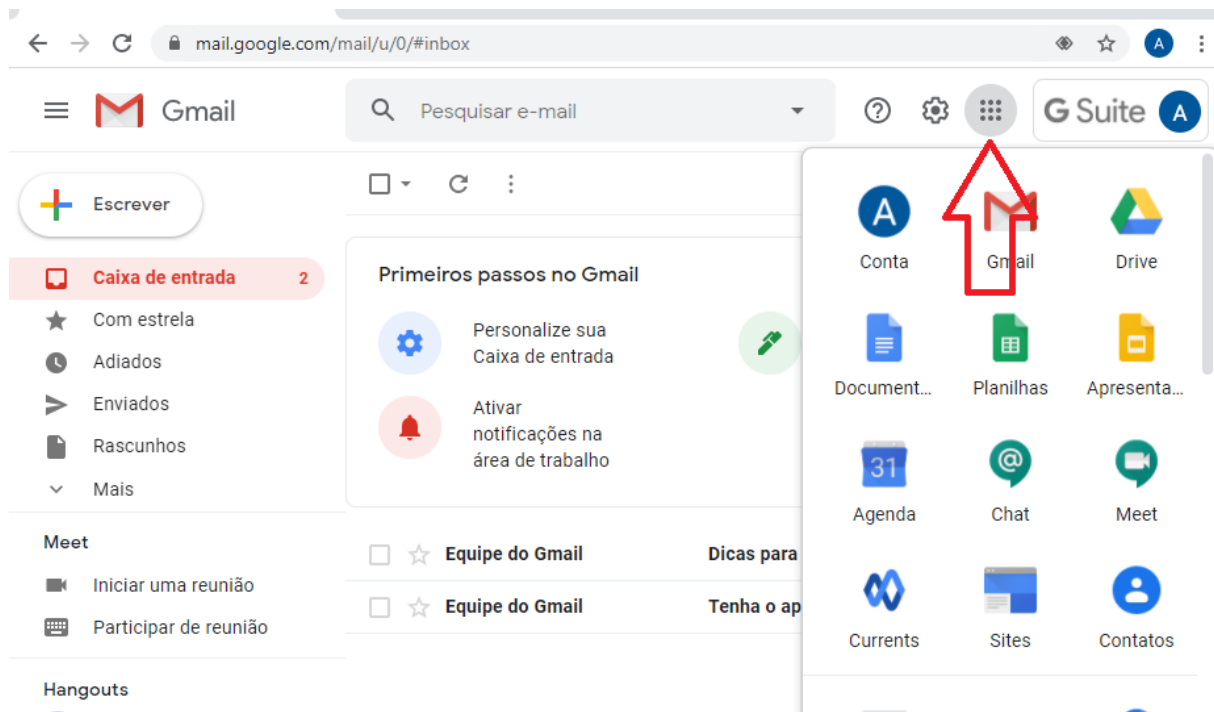 mail.google.com/mail/u/0/#inbox
A
Gmail
Pesquisar e-mail
G Suite
A
Escrever
Caixa de entrada 2
Com estrela
Adiados
Enviados
Rascunhos
Mais
Meet
Iniciar uma reunião
Participar de reunião
Hangouts
Primeiros passos no Gmail
Personalize sua
Caixa de entrada
Ativar
notificações na
área de trabalho
Equipe do Gmail Dicas para
Equipe do Gmail Tenha o ap
A
Conta Gmail Drive
Document... Planilhas Apresenta...
31
Agenda Chat Meet
Currents Sites Contatos